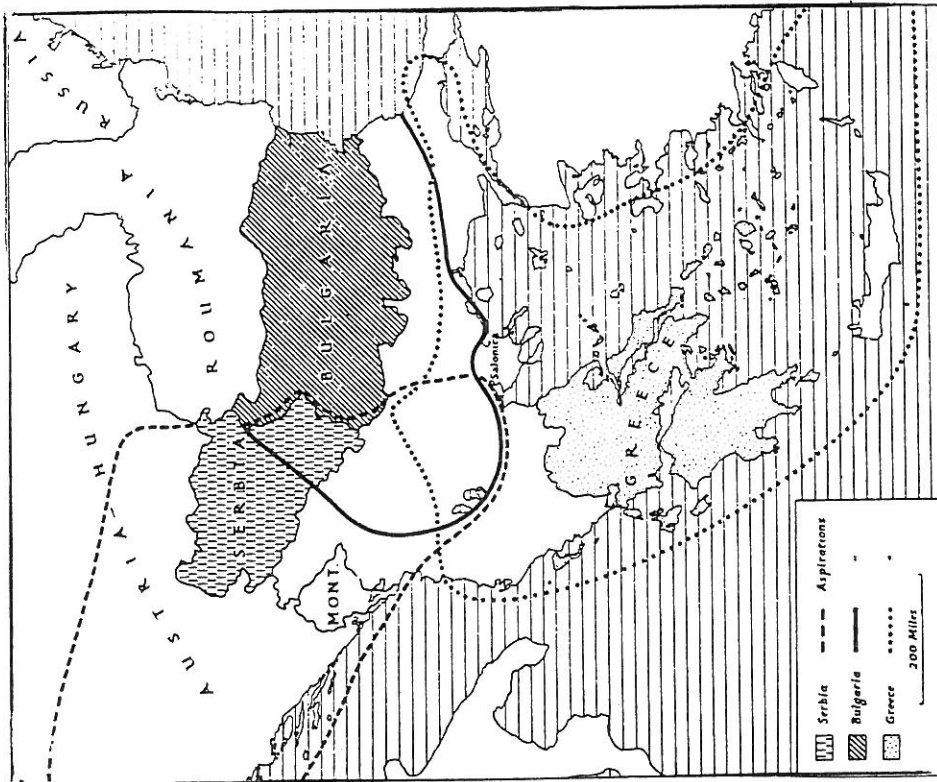 RUSSIA
AUSTRIA-HUNGARY
ROUMANIA
SERBIA
BULGARIA
MONT.
Salonica
GREECE
Serbia Aspirations
Bulgaria "
Greece "
200 Miles